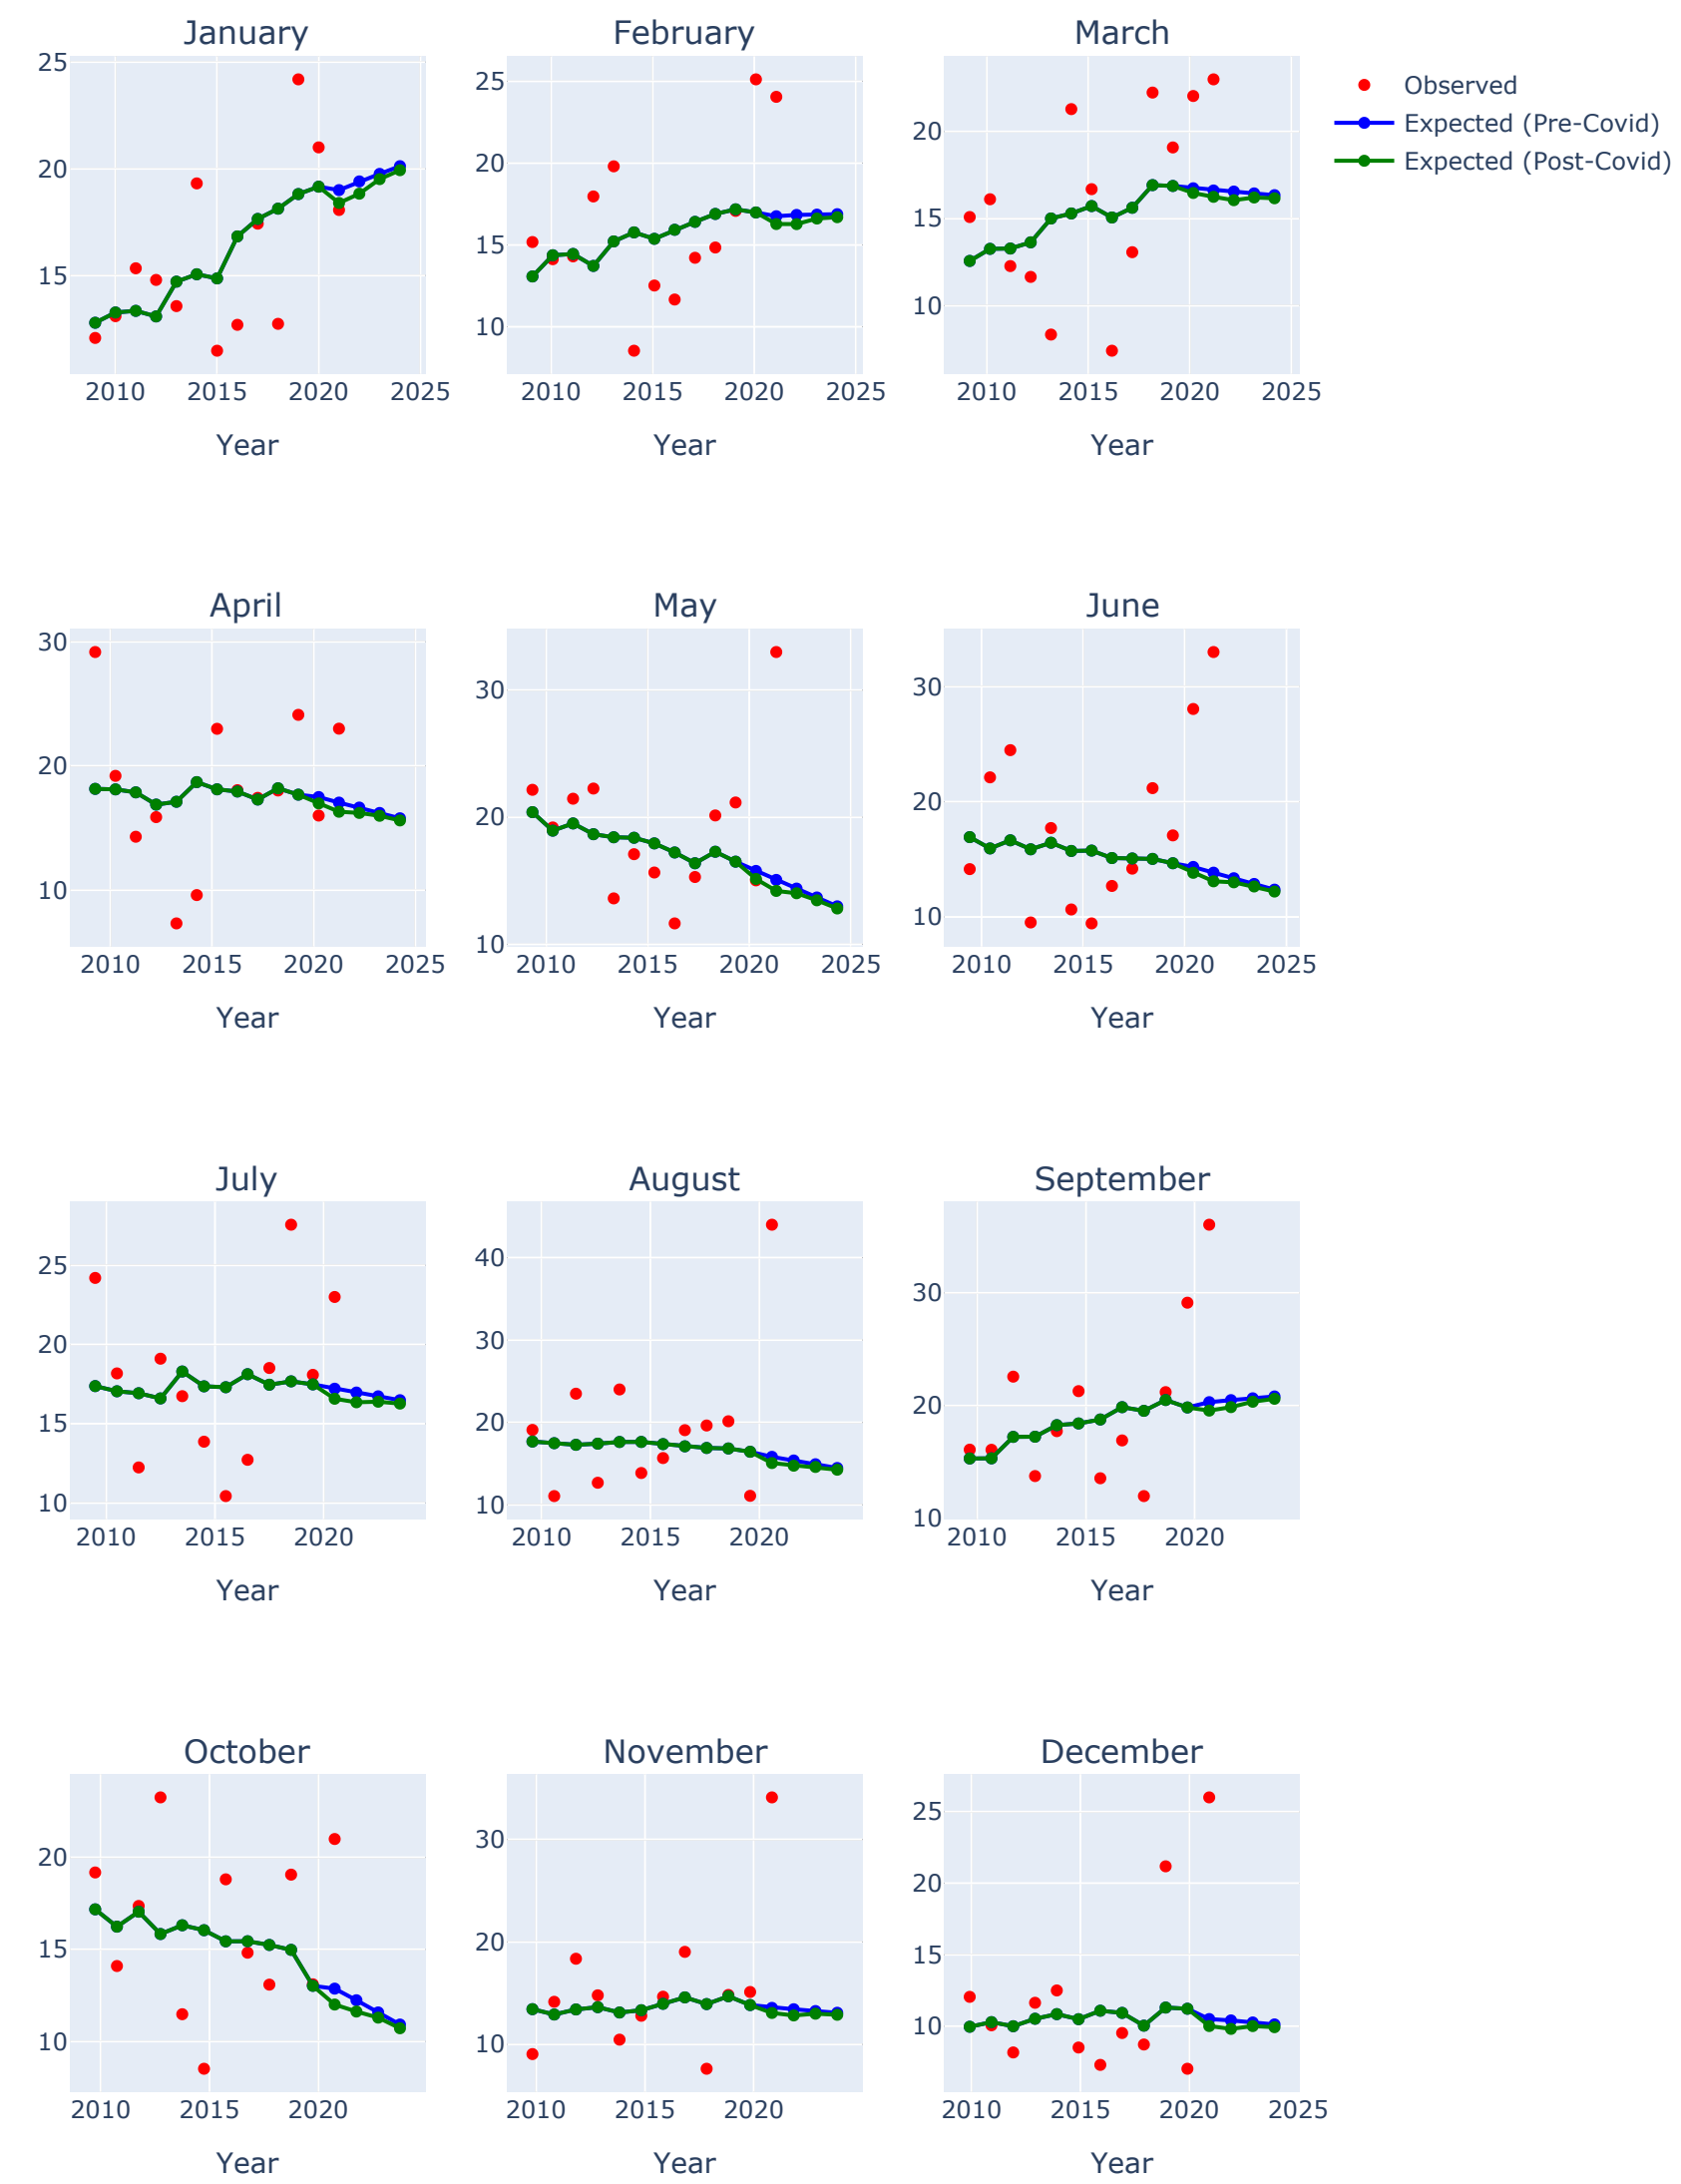 January February March
25
20
15
2010 2015 2020 2025
Year
25
20
15
10
2010 2015 2020 2025
Year
20
15
10
2010 2015 2020 2025
Year
Observed
Expected (Pre-Covid)
Expected (Post-Covid)
April May June
30
20
10
2010 2015 2020 2025
Year
30
20
10
2010 2015 2020 2025
Year
30
20
10
2010 2015 2020 2025
Year
July August September
25
20
15
10
2010 2015 2020
Year
40
30
20
10
2010 2015 2020
Year
30
20
10
2010 2015 2020
Year
October November December
20
15
10
2010 2015 2020
Year
30
20
10
2010 2015 2020
Year
25
20
15
10
2010 2015 2020 2025
Year